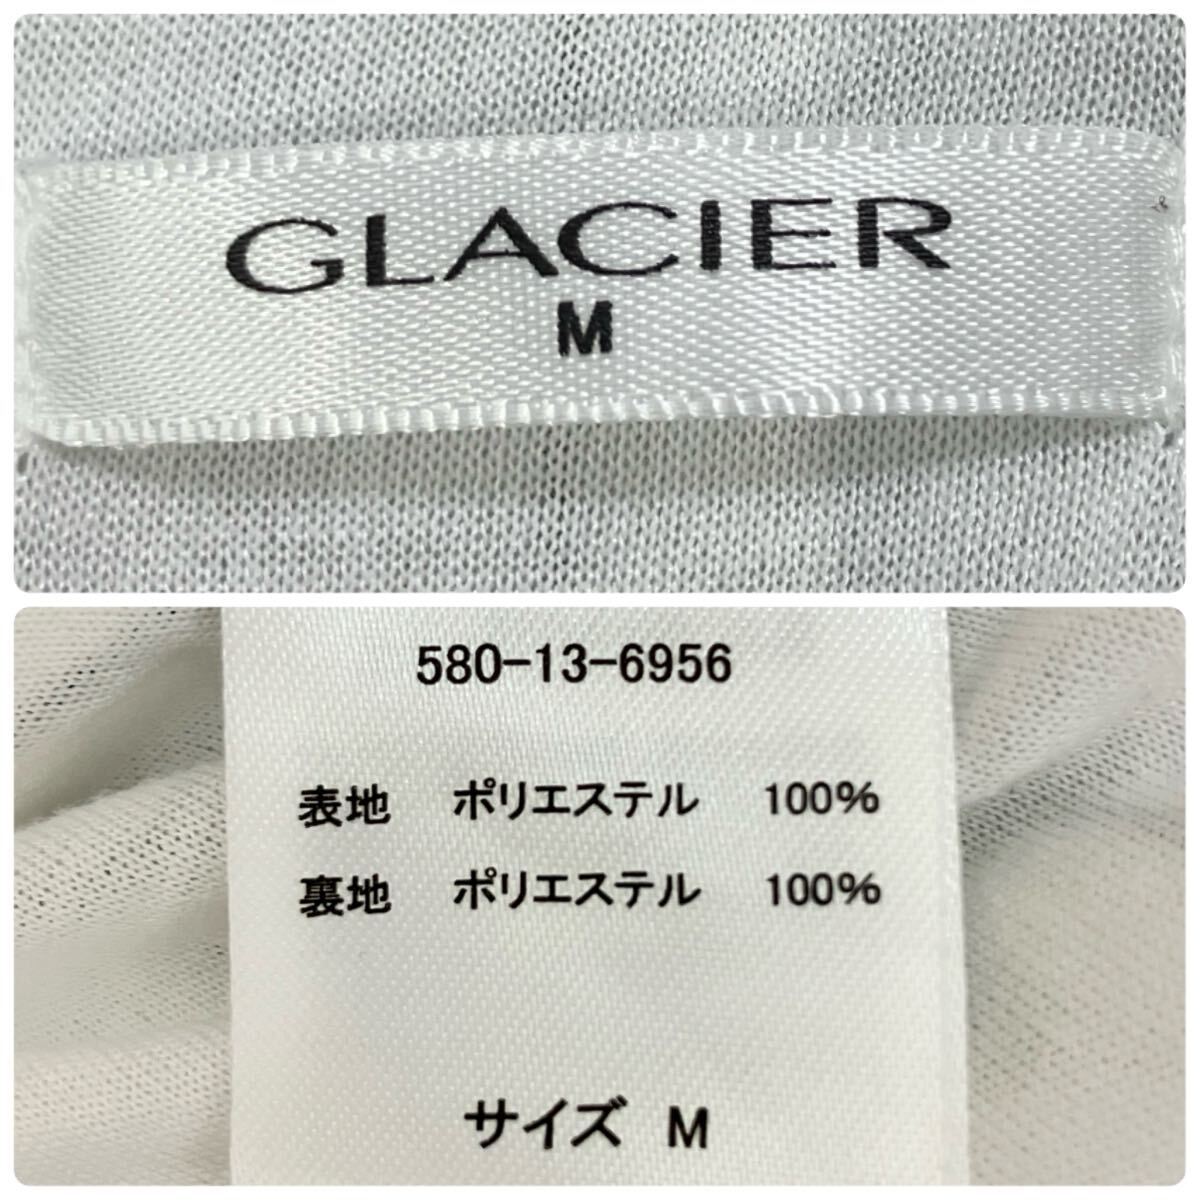 GLACIER
M
580-13-6956
表地 ポリエステル 100%
裏地 ポリエステル 100%
サイズ M